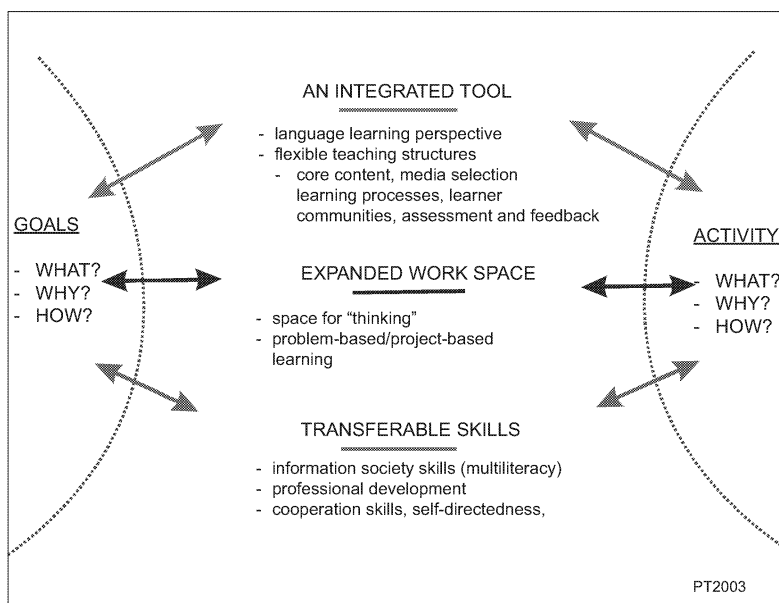 AN INTEGRATED TOOL
- language learning perspective
- flexible teaching structures
- core content, media selection
learning processes, learner
communities, assessment and feedback
GOALS
- WHAT?
- WHY?
- HOW?
EXPANDED WORK SPACE
- space for “thinking”
- problem-based/project-based
learning
ACTIVITY
- WHAT?
- WHY?
- HOW?
TRANSFERABLE SKILLS
- information society skills (multiliteracy)
- professional development
- cooperation skills, self-directedness,
PT2003